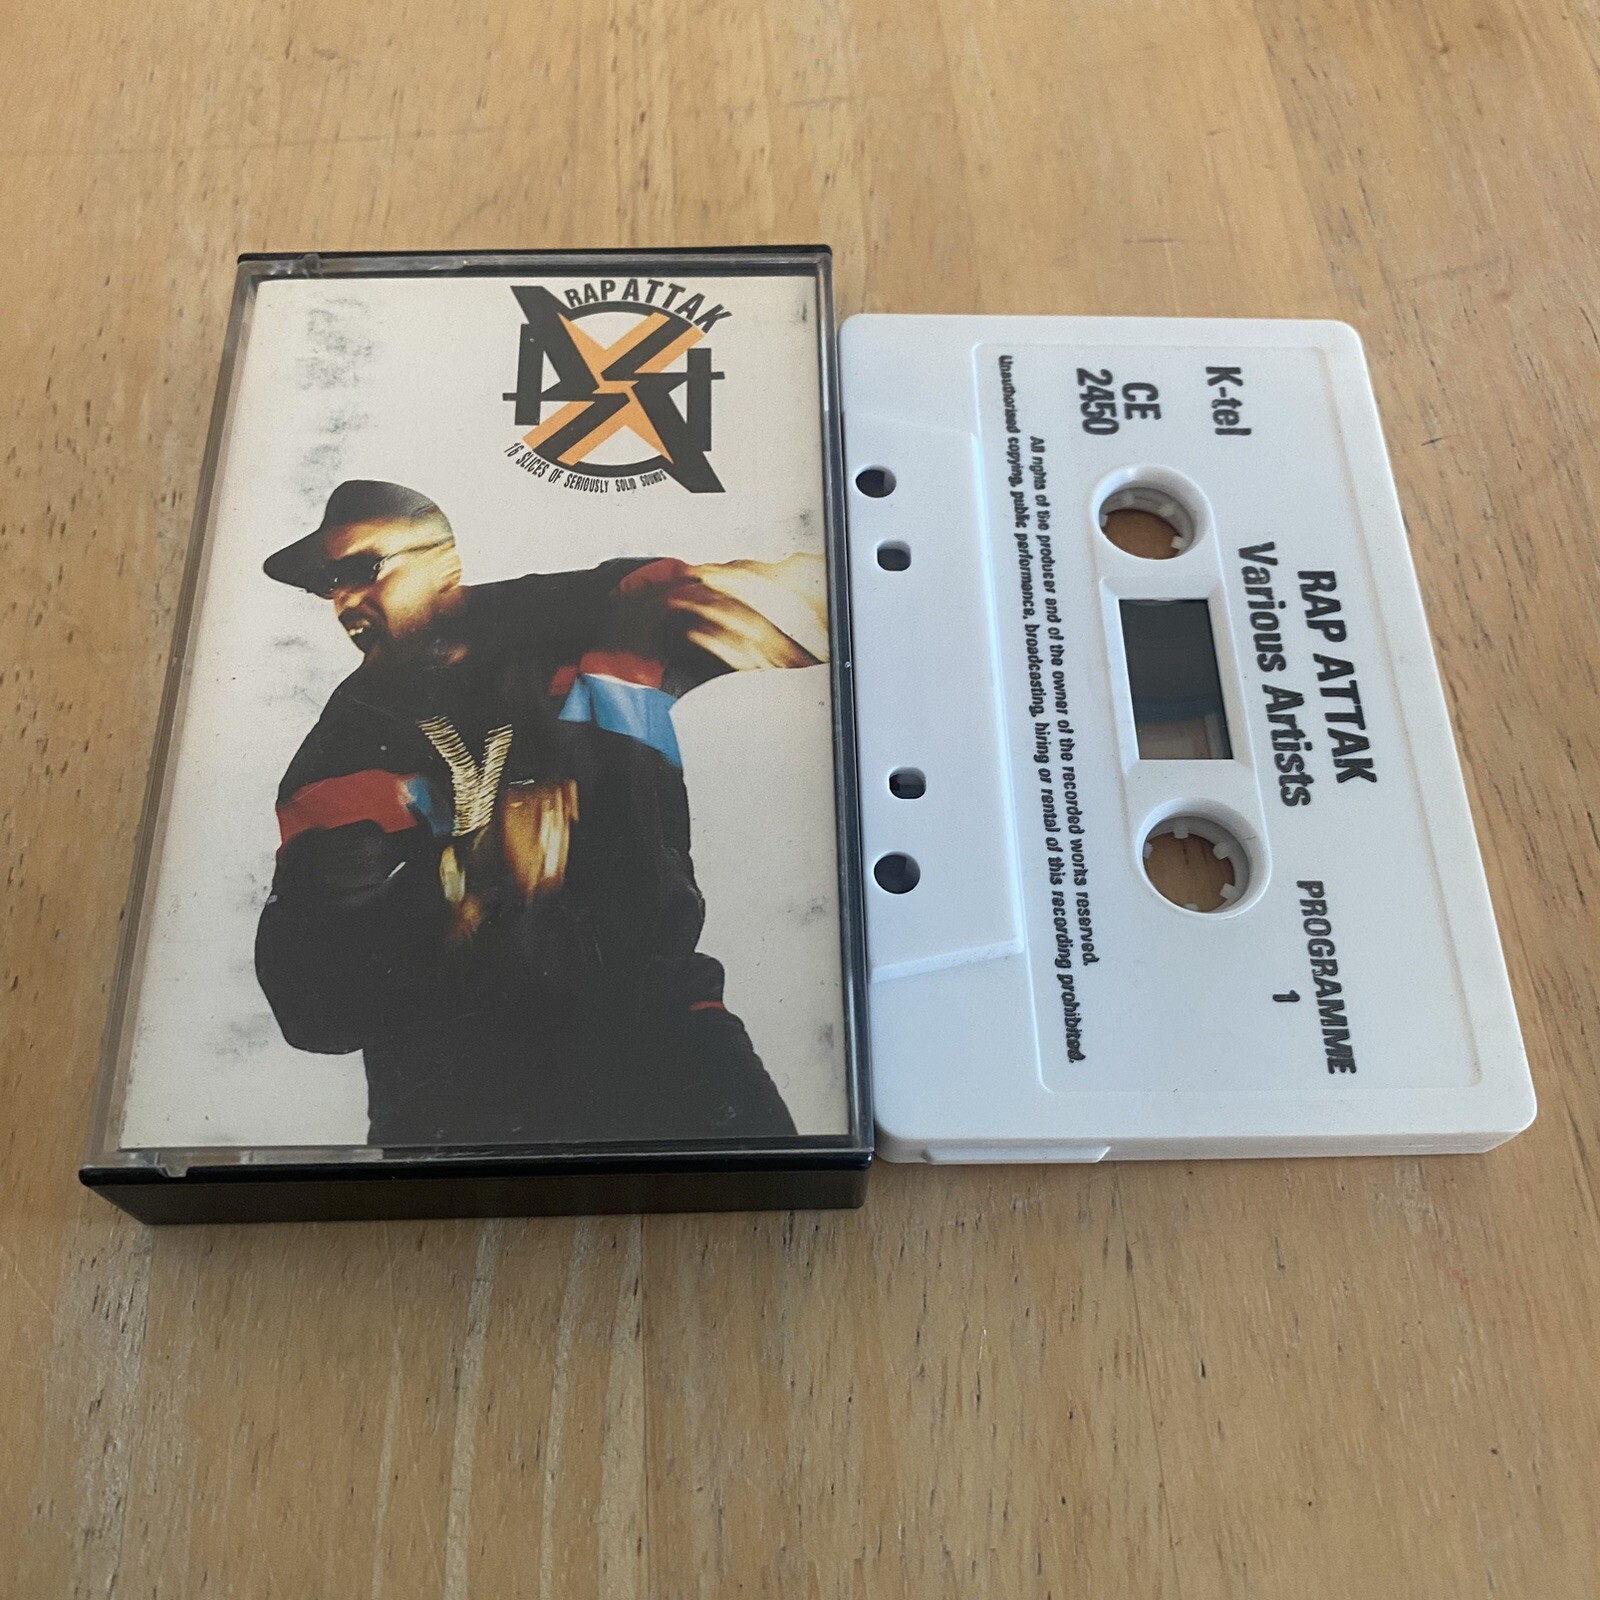 RAP ATTAK
16 SLICES OF SERIOUSLY SOLID SOUNDS
RAP ATTAK
Various Artists
K-tel
CE
2450
PROGRAMME
1
All rights of the producer and of the owner of the recorded works reserved.
Unauthorised copying, public performance, broadcasting, hiring or rental of this recording prohibited.